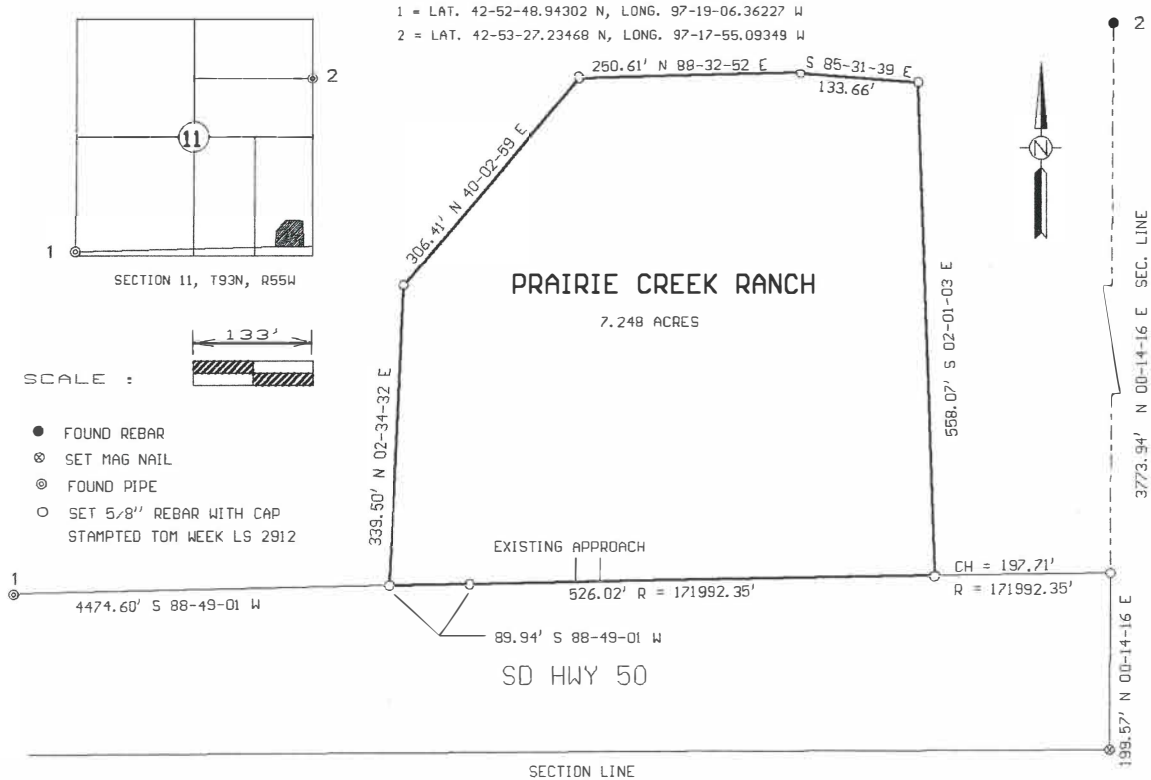 1 = LAT. 42-52-48.94302 N, LONG. 97-19-06.36227 W
2 = LAT. 42-53-27.23468 N, LONG. 97-17-55.09349 W
2
11
1
SECTION 11, T93N, R55W
2
250.61' N 88-32-52 E
S 85-31-39 E
133.66'
306.41' N 40-02-59 E
N
PRAIRIE CREEK RANCH
7.248 ACRES
133'
SCALE :
FOUND REBAR
SET MAG NAIL
FOUND PIPE
SET 5/8'' REBAR WITH CAP
STAMPTED TOM WEEK LS 2912
339.50' N 02-34-32 E
558.07' S 02-01-03 E
3773.94' N 00-14-16 E SEC. LINE
EXISTING APPROACH
1
4474.60' S 88-49-01 W
526.02' R = 171992.35'
CH = 197.71'
R = 171992.35'
89.94' S 88-49-01 W
SD HWY 50
199.57' N 00-14-16 E
SECTION LINE